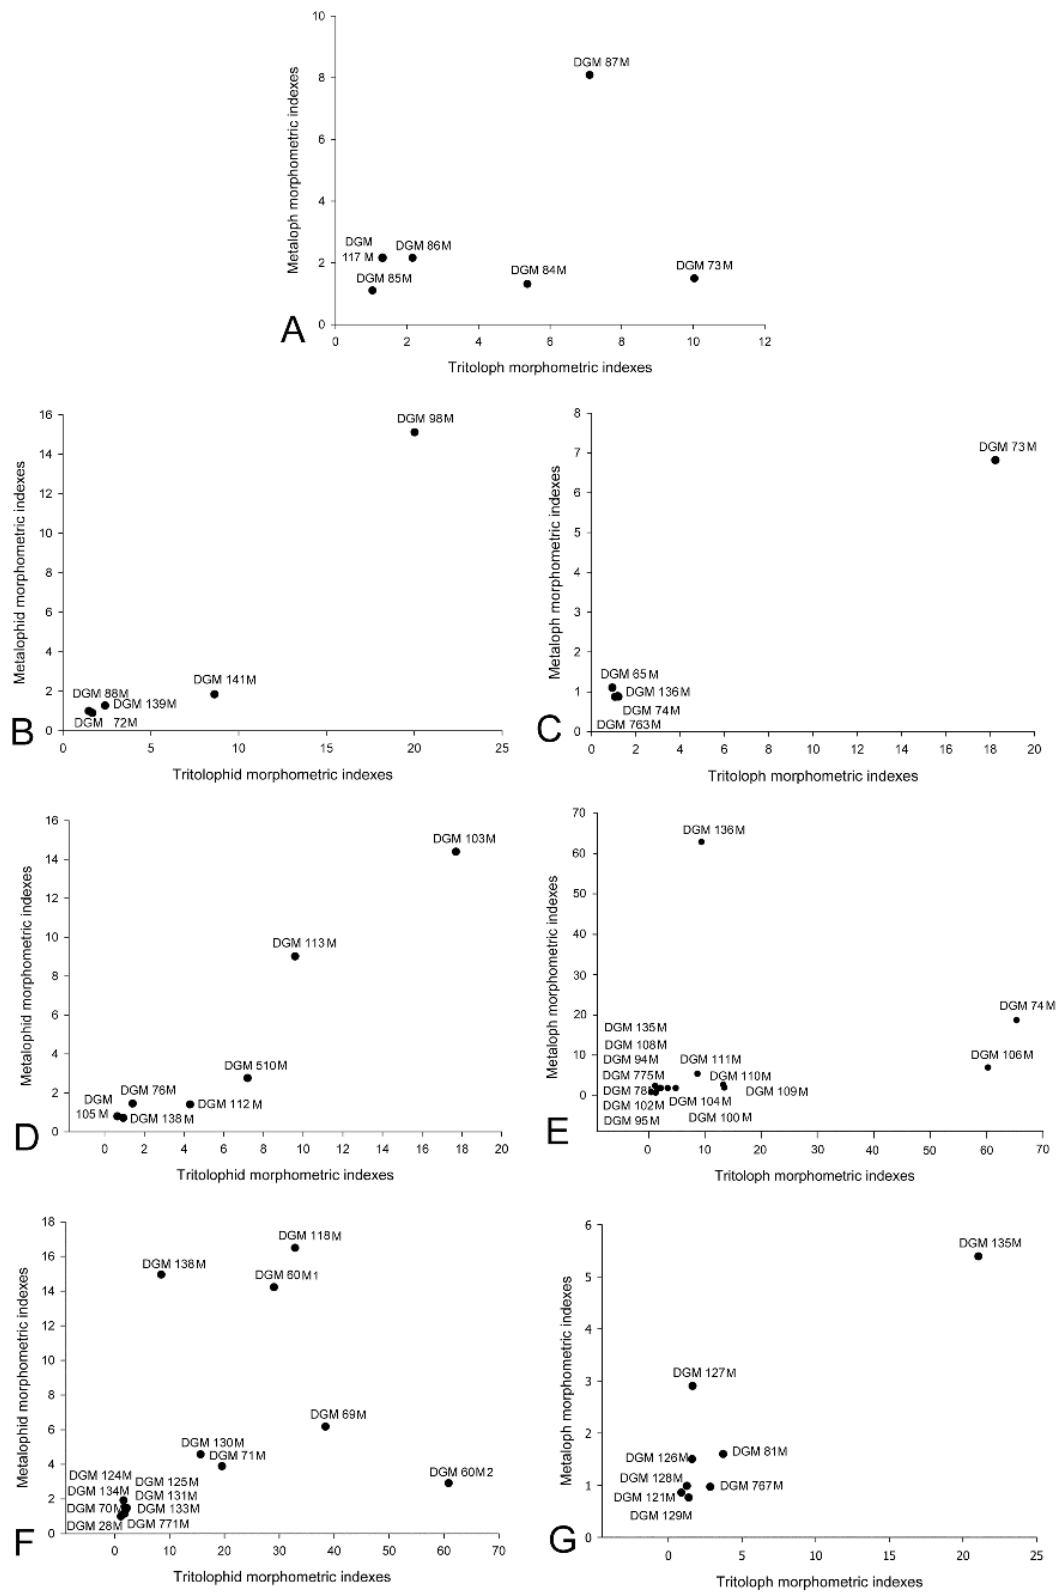 10
8
6
4
2
0
Metaloph morphometric indexes
DGM 87M
DGM
117 M
DGM 86M
DGM 85M
DGM 84M
DGM 73M
A
0 2 4 6 8 10 12
Tritoloph morphometric indexes
16
14
12
10
8
6
4
2
0
Metalophid morphometric indexes
DGM 98M
DGM 141M
DGM 88M
DGM 139M
DGM 72M
B
0 5 10 15 20 25
Tritolophid morphometric indexes
8
7
6
5
4
3
2
1
0
Metaloph morphometric indexes
DGM 73M
DGM 65M
DGM 136M
DGM 74M
DGM 763M
C
0 2 4 6 8 10 12 14 16 18 20
Tritoloph morphometric indexes
16
14
12
10
8
6
4
2
0
Metalophid morphometric indexes
DGM 103M
DGM 113M
DGM 510M
DGM 76M
DGM
105 M
DGM 112 M
DGM 138M
D
0 2 4 6 8 10 12 14 16 18 20
Tritolophid morphometric indexes
70
60
50
40
30
20
10
0
Metaloph morphometric indexes
DGM 136M
DGM 74M
DGM 135M
DGM 108M
DGM 106M
DGM 94M
DGM 111M
DGM 775M
DGM 110M
DGM 78M
DGM 109M
DGM 102M
DGM 104M
DGM 95M
DGM 100M
E
0 10 20 30 40 50 60 70
Tritoloph morphometric indexes
18
16
14
12
10
8
6
4
2
0
Metalophid morphometric indexes
DGM 118M
DGM 138M
DGM 60M1
DGM 69M
DGM 130M
DGM 71M
DGM 60M2
DGM 124M
DGM 125M
DGM 134M
DGM 131M
DGM 70M
DGM 133M
DGM 28M
DGM 771M
F
0 10 20 30 40 50 60 70
Tritolophid morphometric indexes
6
5
4
3
2
1
0
Metaloph morphometric indexes
DGM 135M
DGM 127M
DGM 126M
DGM 81M
DGM 128M
DGM 767M
DGM 121M
DGM 129M
G
0 5 10 15 20 25
Tritoloph morphometric indexes